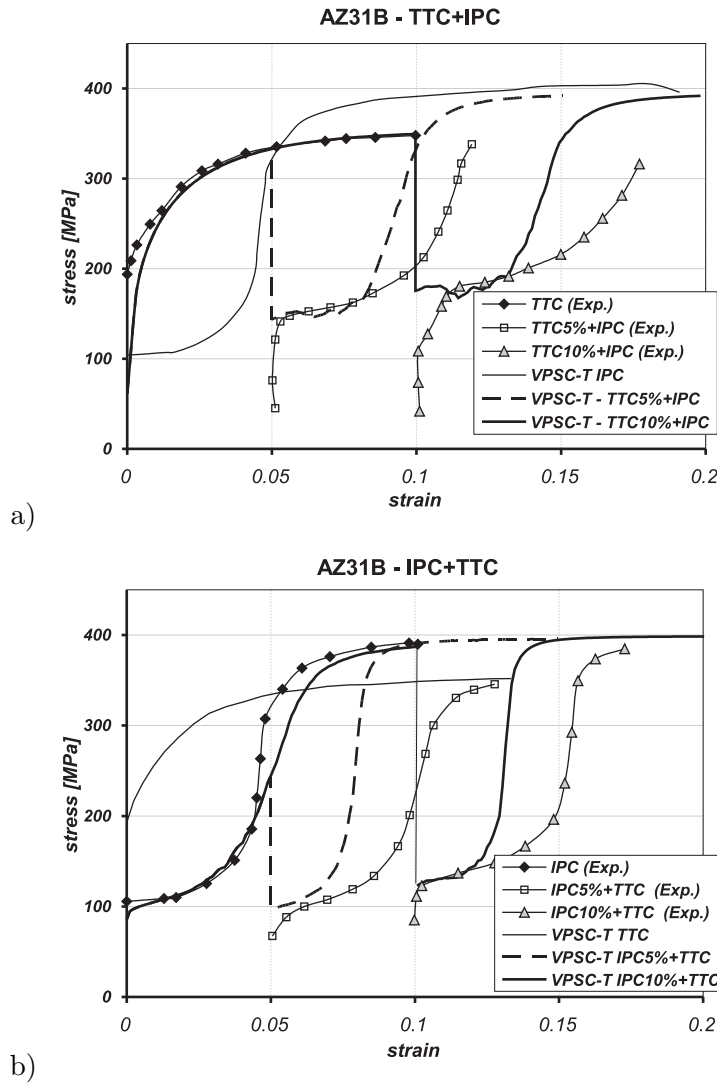 AZ31B - TTC+IPC
400
300
200
100
0
stress [MPa]
TTC (Exp.)
TTC5%+IPC (Exp.)
TTC10%+IPC (Exp.)
VPSC-T IPC
VPSC-T - TTC5%+IPC
VPSC-T - TTC10%+IPC
0 0.05 0.1 0.15 0.2
strain
a)
AZ31B - IPC+TTC
400
300
200
100
0
stress [MPa]
IPC (Exp.)
IPC5%+TTC (Exp.)
IPC10%+TTC (Exp.)
VPSC-T TTC
VPSC-T IPC5%+TTC
VPSC-T IPC10%+TTC
0 0.05 0.1 0.15 0.2
strain
b)